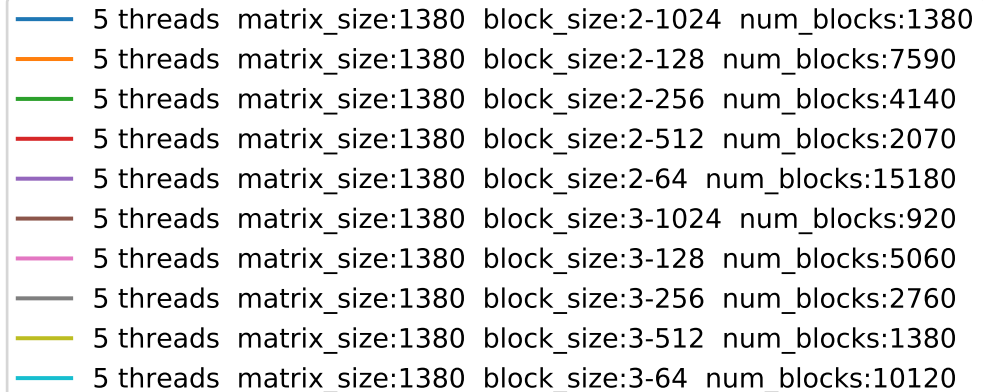 5 threads  matrix_size:1380  block_size:2-1024  num_blocks:1380
5 threads  matrix_size:1380  block_size:2-128  num_blocks:7590
5 threads  matrix_size:1380  block_size:2-256  num_blocks:4140
5 threads  matrix_size:1380  block_size:2-512  num_blocks:2070
5 threads  matrix_size:1380  block_size:2-64  num_blocks:15180
5 threads  matrix_size:1380  block_size:3-1024  num_blocks:920
5 threads  matrix_size:1380  block_size:3-128  num_blocks:5060
5 threads  matrix_size:1380  block_size:3-256  num_blocks:2760
5 threads  matrix_size:1380  block_size:3-512  num_blocks:1380
5 threads  matrix_size:1380  block_size:3-64  num_blocks:10120